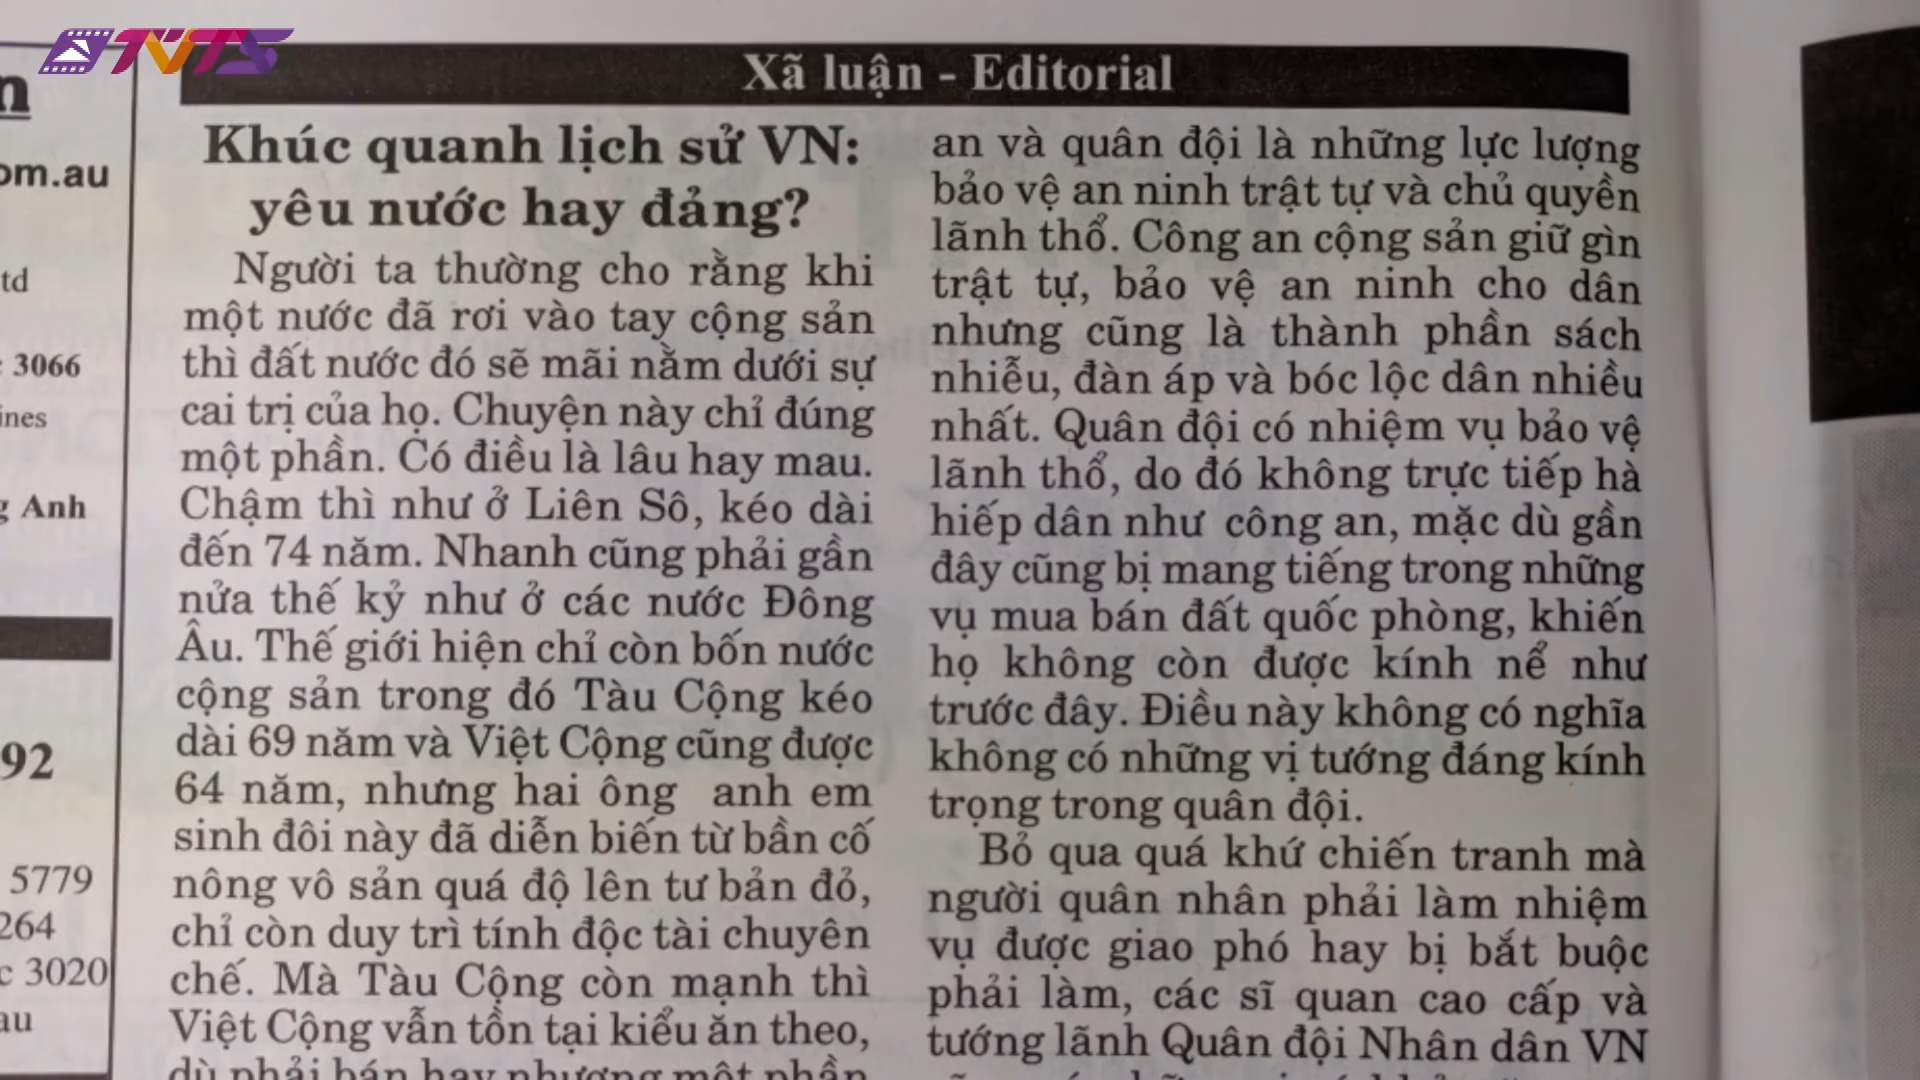 TVTS
Xã luận - Editorial
n
om.au
td
3066
ines
g Anh
92
5779
264
c 3020
au
Khúc quanh lịch sử VN:
yêu nước hay đảng?
Người ta thường cho rằng khi
một nước đã rơi vào tay cộng sản
thì đất nước đó sẽ mãi nằm dưới sự
cai trị của họ. Chuyện này chỉ đúng
một phần. Có điều là lâu hay mau.
Chậm thì như ở Liên Sô, kéo dài
đến 74 năm. Nhanh cũng phải gần
nửa thế kỷ như ở các nước Đông
Âu. Thế giới hiện chỉ còn bốn nước
cộng sản trong đó Tàu Cộng kéo
dài 69 năm và Việt Cộng cũng được
64 năm, nhưng hai ông anh em
sinh đôi này đã diễn biến từ bần cố
nông vô sản quá độ lên tư bản đỏ,
chỉ còn duy trì tính độc tài chuyên
chế. Mà Tàu Cộng còn mạnh thì
Việt Cộng vẫn tồn tại kiểu ăn theo,
dù phải bán hay nhượng một phần
an và quân đội là những lực lượng
bảo vệ an ninh trật tự và chủ quyền
lãnh thổ. Công an cộng sản giữ gìn
trật tự, bảo vệ an ninh cho dân
nhưng cũng là thành phần sách
nhiễu, đàn áp và bóc lộc dân nhiều
nhất. Quân đội có nhiệm vụ bảo vệ
lãnh thổ, do đó không trực tiếp hà
hiếp dân như công an, mặc dù gần
đây cũng bị mang tiếng trong những
vụ mua bán đất quốc phòng, khiến
họ không còn được kính nể như
trước đây. Điều này không có nghĩa
không có những vị tướng đáng kính
trọng trong quân đội.
Bỏ qua quá khứ chiến tranh mà
người quân nhân phải làm nhiệm
vụ được giao phó hay bị bắt buộc
phải làm, các sĩ quan cao cấp và
tướng lãnh Quân đội Nhân dân VN